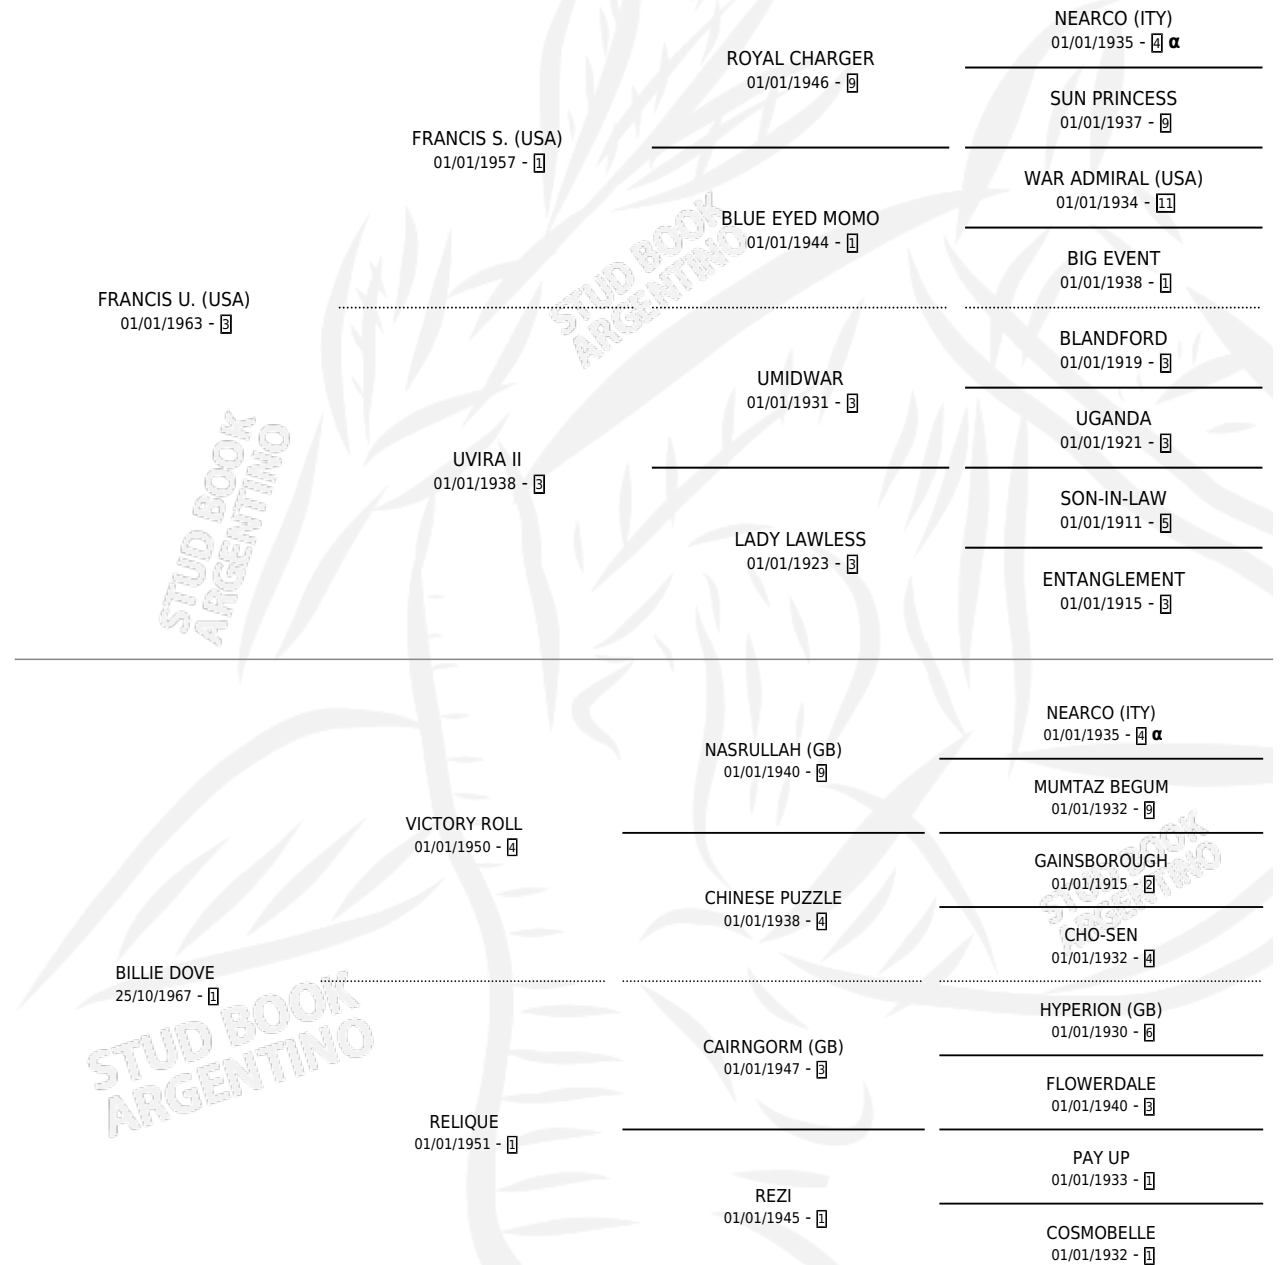 NEARCO (ITY)
01/01/1935 - 4 α
ROYAL CHARGER
01/01/1946 - 9
SUN PRINCESS
01/01/1937 - 9
FRANCIS S. (USA)
01/01/1957 - 1
WAR ADMIRAL (USA)
01/01/1934 - 11
BLUE EYED MOMO
01/01/1944 - 1
BIG EVENT
01/01/1938 - 1
STUD BOOK
ARGENTINO
FRANCIS U. (USA)
01/01/1963 - 3
BLANDFORD
01/01/1919 - 3
UMIDWAR
01/01/1931 - 3
UGANDA
01/01/1921 - 3
UVIRA II
01/01/1938 - 3
SON-IN-LAW
01/01/1911 - 5
LADY LAWLESS
01/01/1923 - 3
ENTANGLEMENT
01/01/1915 - 3
STUD BOOK
ARGENTINO
NEARCO (ITY)
01/01/1935 - 4 α
NASRULLAH (GB)
01/01/1940 - 9
MUMTAZ BEGUM
01/01/1932 - 9
VICTORY ROLL
01/01/1950 - 4
GAINSBOROUGH
01/01/1915 - 2
CHINESE PUZZLE
01/01/1938 - 4
CHO-SEN
01/01/1932 - 4
STUD BOOK
ARGENTINO
BILLIE DOVE
25/10/1967 - 1
HYPERION (GB)
01/01/1930 - 6
CAIRNGORM (GB)
01/01/1947 - 3
FLOWERDALE
01/01/1940 - 3
STUD BOOK
ARGENTINO
RELIQUE
01/01/1951 - 1
PAY UP
01/01/1933 - 1
REZI
01/01/1945 - 1
COSMOBELLE
01/01/1932 - 1